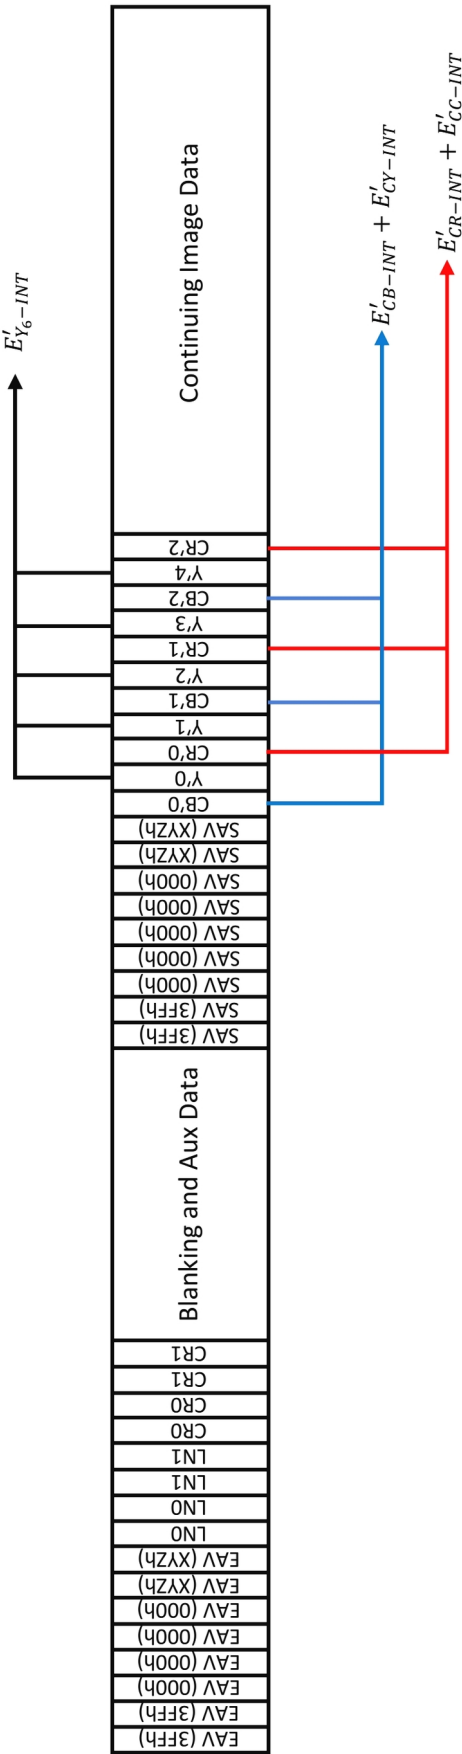 E′Y₆−INT
EAV (3FFh)
EAV (3FFh)
EAV (000h)
EAV (000h)
EAV (000h)
EAV (000h)
EAV (XYZh)
EAV (XYZh)
LN0
LN0
LN1
LN1
CR0
CR0
CR1
CR1
Blanking and Aux Data
SAV (3FFh)
SAV (3FFh)
SAV (000h)
SAV (000h)
SAV (000h)
SAV (000h)
SAV (000h)
SAV (XYZh)
SAV (XYZh)
CB'0
Y'0
CR'0
Y'1
CB'1
Y'2
CR'1
Y'3
CB'2
Y'4
CR'2
Continuing Image Data
E′CB−INT + E′CY−INT
E′CR−INT + E′CC−INT